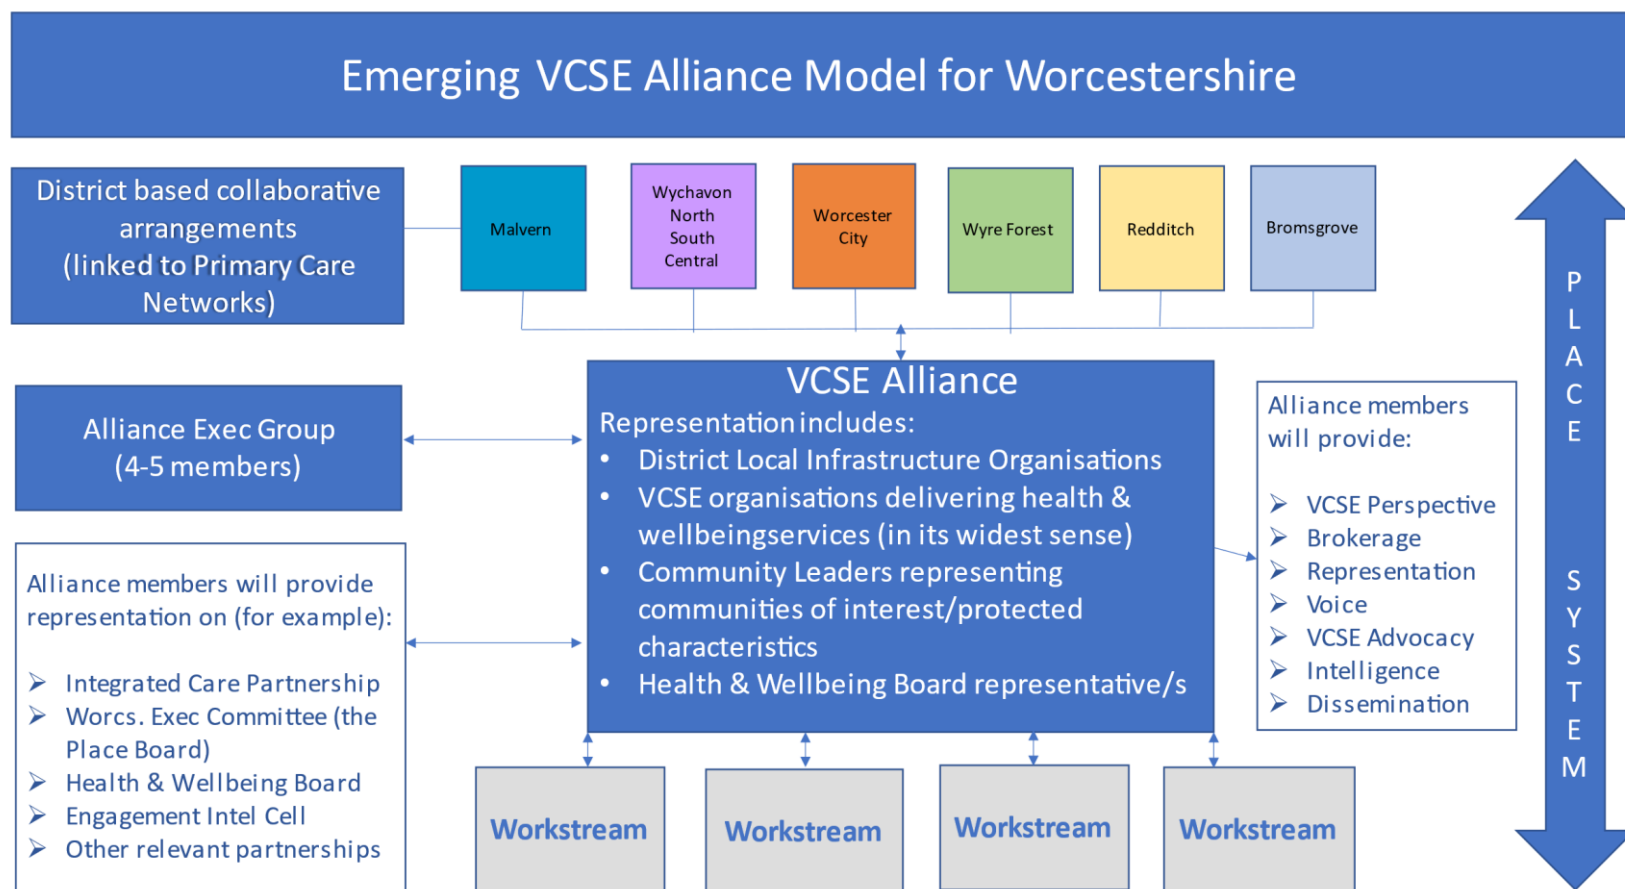 Emerging VCSE Alliance Model for Worcestershire
District based collaborative
arrangements
(linked to Primary Care
Networks)
Malvern
Wychavon
North
South
Central
Worcester
City
Wyre Forest
Redditch
Bromsgrove
Alliance Exec Group
(4-5 members)
VCSE Alliance
Representation includes:
• District Local Infrastructure Organisations
• VCSE organisations delivering health &
wellbeingservices (in its widest sense)
• Community Leaders representing
communities of interest/protected
characteristics
• Health & Wellbeing Board representative/s
Alliance members
will provide:
➢ VCSE Perspective
➢ Brokerage
➢ Representation
➢ Voice
➢ VCSE Advocacy
➢ Intelligence
➢ Dissemination
Alliance members will provide
representation on (for example):
➢ Integrated Care Partnership
➢ Worcs. Exec Committee (the
Place Board)
➢ Health & Wellbeing Board
➢ Engagement Intel Cell
➢ Other relevant partnerships
Workstream
Workstream
Workstream
Workstream
PLACE
SYSTEM